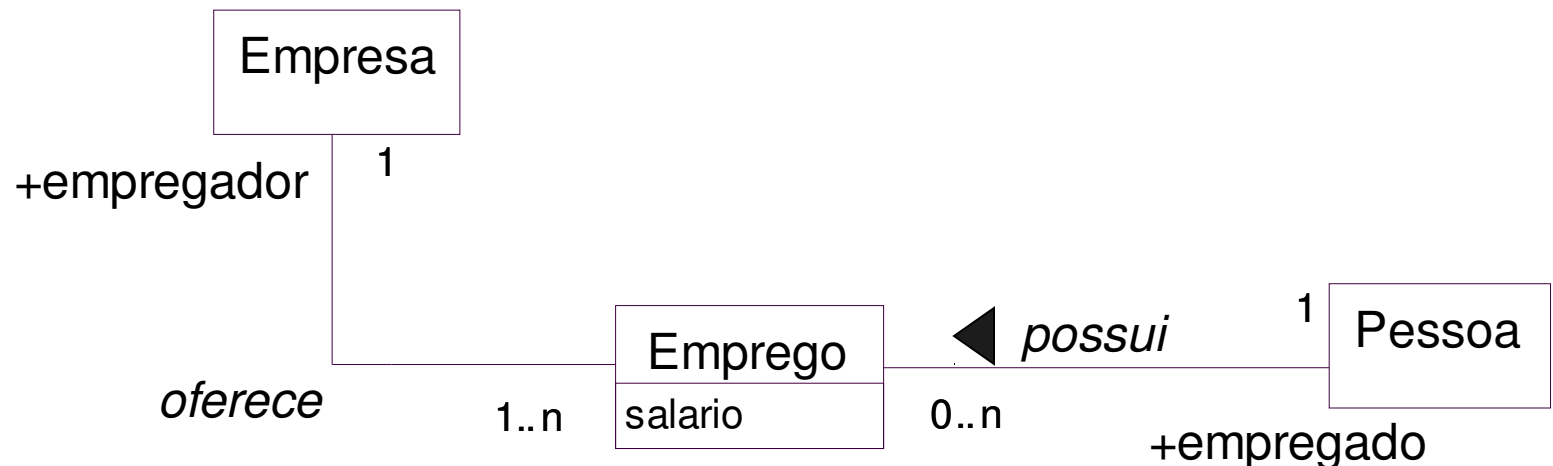 Empresa
1
+empregador
oferece
1..n
Emprego
salario
possui
0..n
1
Pessoa
+empregado